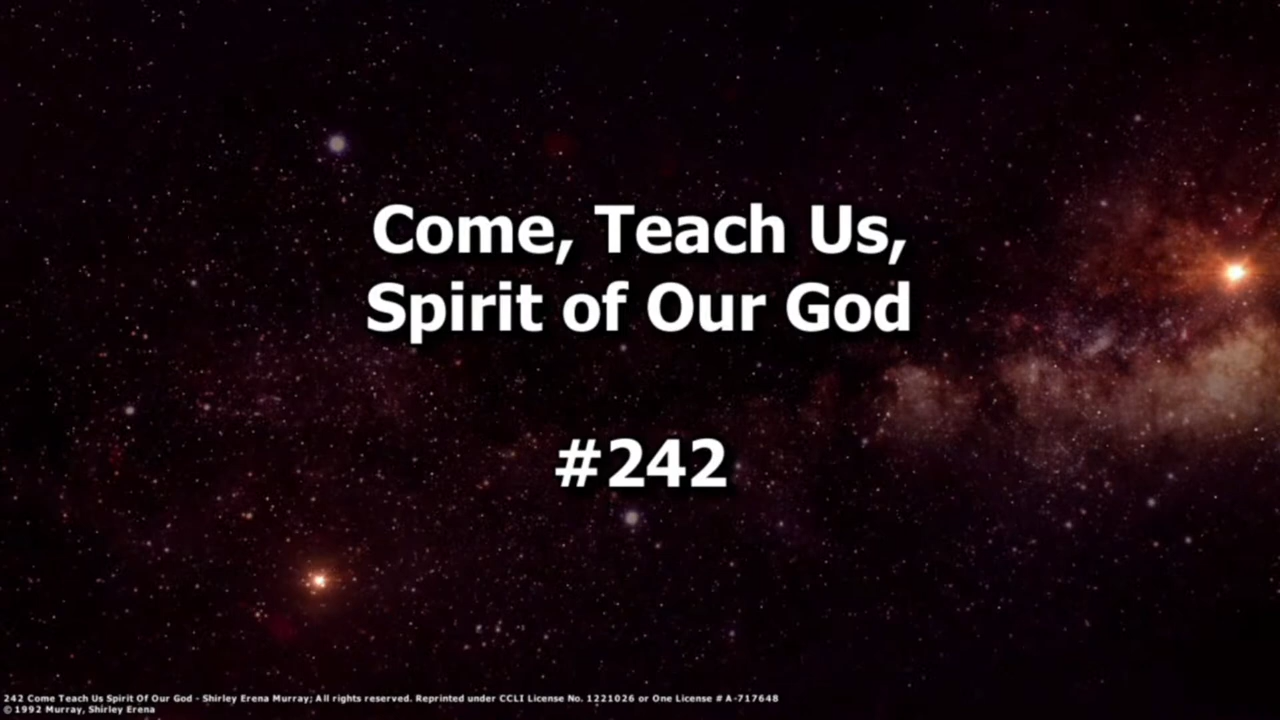 Come, Teach Us,
Spirit of Our God
#242
242 Come Teach Us Spirit Of Our God - Shirley Erena Murray; All rights reserved. Reprinted under CCLI License No. 1221026 or One License # A-717648
© 1992 Murray, Shirley Erena